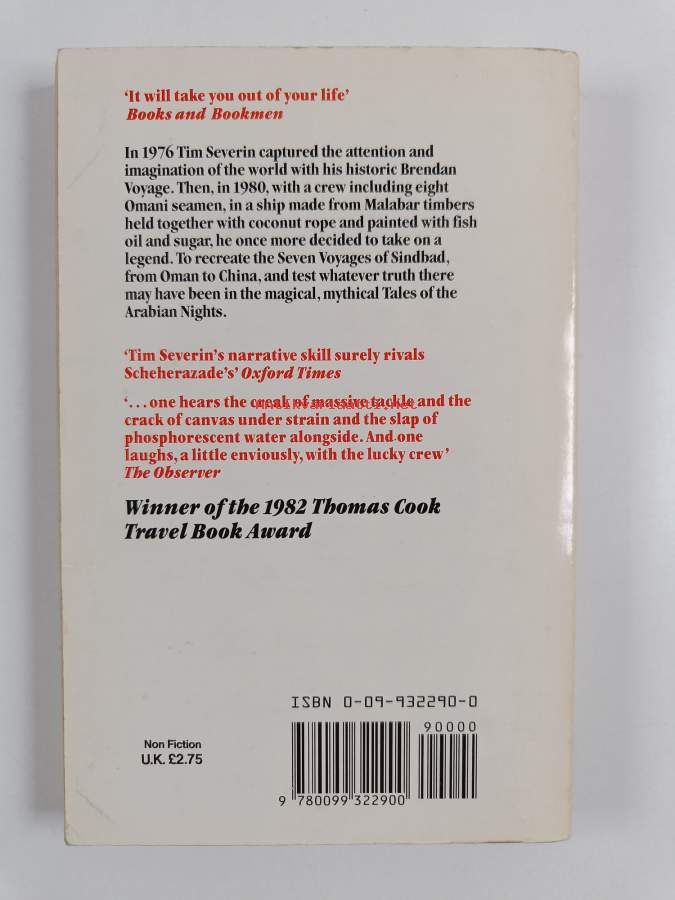 ‘It will take you out of your life’
Books and Bookmen
In 1976 Tim Severin captured the attention and
imagination of the world with his historic Brendan
Voyage. Then, in 1980, with a crew including eight
Omani seamen, in a ship made from Malabar timbers
held together with coconut rope and painted with fish
oil and sugar, he once more decided to take on a
legend. To recreate the Seven Voyages of Sindbad,
from Oman to China, and test whatever truth there
may have been in the magical, mythical Tales of the
Arabian Nights.
‘Tim Severin’s narrative skill surely rivals
Scheherazade’s’ Oxford Times
‘. . . one hears the creak of massive tackle and the
crack of canvas under strain and the slap of
phosphorescent water alongside. And one
laughs, a little enviously, with the lucky crew’
The Observer
Winner of the 1982 Thomas Cook
Travel Book Award
ISBN 0-09-932290-0
90000
Non Fiction
U.K. £2.75
9 780099 322900